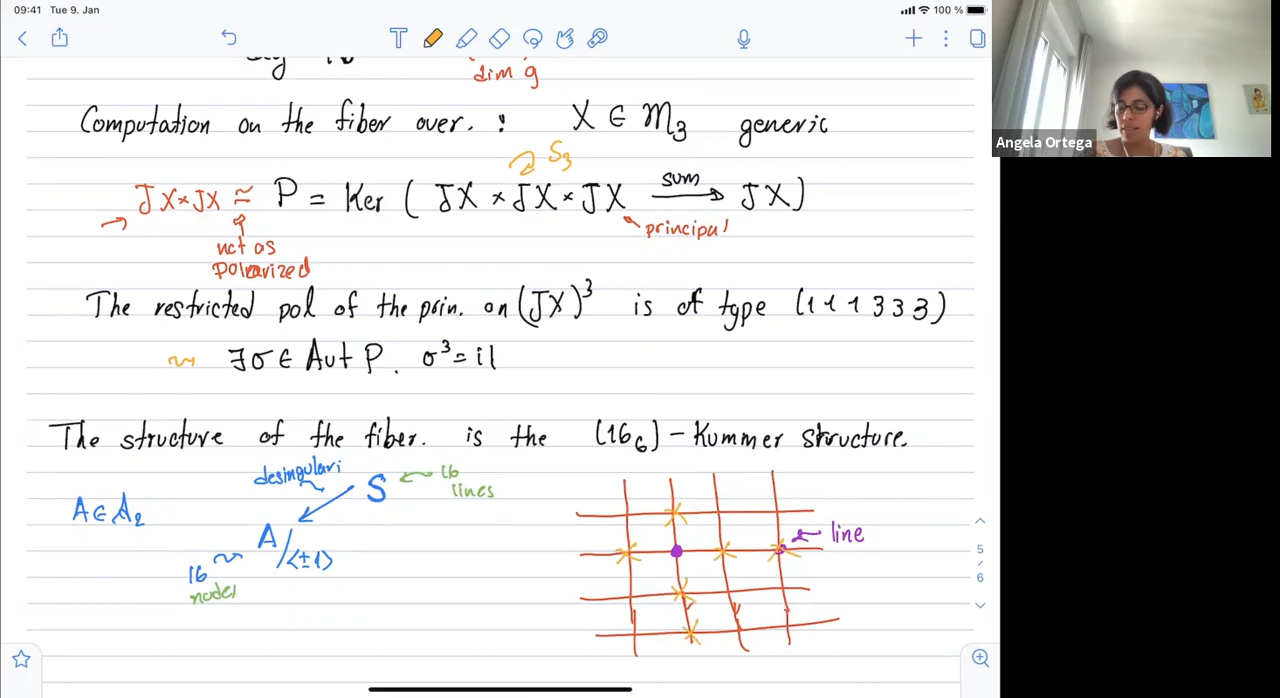 09:41 Tue 9. Jan
100 %
dim g
Computation on the fiber over. : X ∈ M₃ generic
S₃
JX × JX ≃ P = Ker ( JX × JX × JX sum → JX )
principal
not as
polarized
The restricted pol of the prin. on (JX)³ is of type (1 1 1 3 3 3)
⇝ ∃σ ∈ Aut P. σ³ = id
The structure of the fiber. is the (16₆) - Kummer structure.
desingulari
S ← 16
lines
A ∈ A₂
A/<±1>
16
nodes
← line
5
6
Angela Ortega